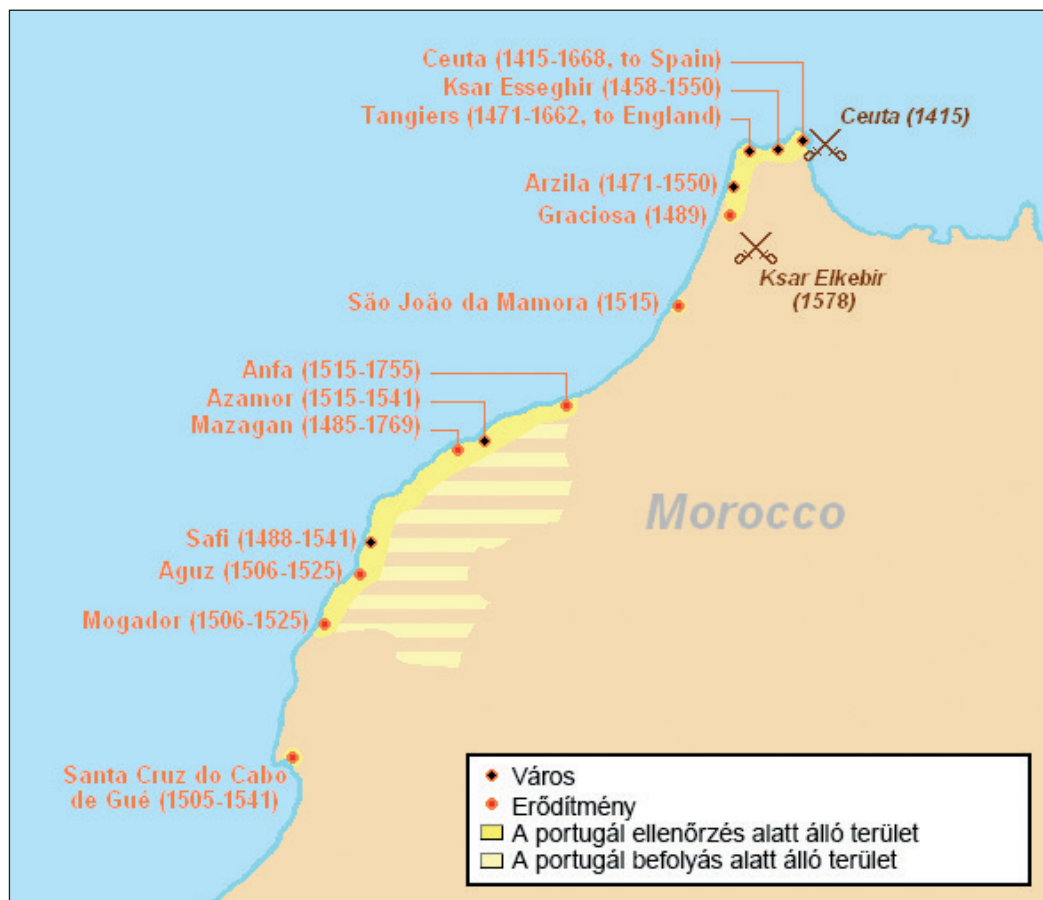 Ceuta (1415-1668, to Spain)
Ksar Esseghir (1458-1550)
Tangiers (1471-1662, to England)
Ceuta (1415)
Arzila (1471-1550)
Graciosa (1489)
Ksar Elkebir
(1578)
São João da Mamora (1515)
Anfa (1515-1755)
Azamor (1515-1541)
Mazagan (1485-1769)
Morocco
Safi (1488-1541)
Aguz (1506-1525)
Mogador (1506-1525)
Santa Cruz do Cabo
de Gué (1505-1541)
Város
Erődítmény
A portugál ellenőrzés alatt álló terület
A portugál befolyás alatt álló terület